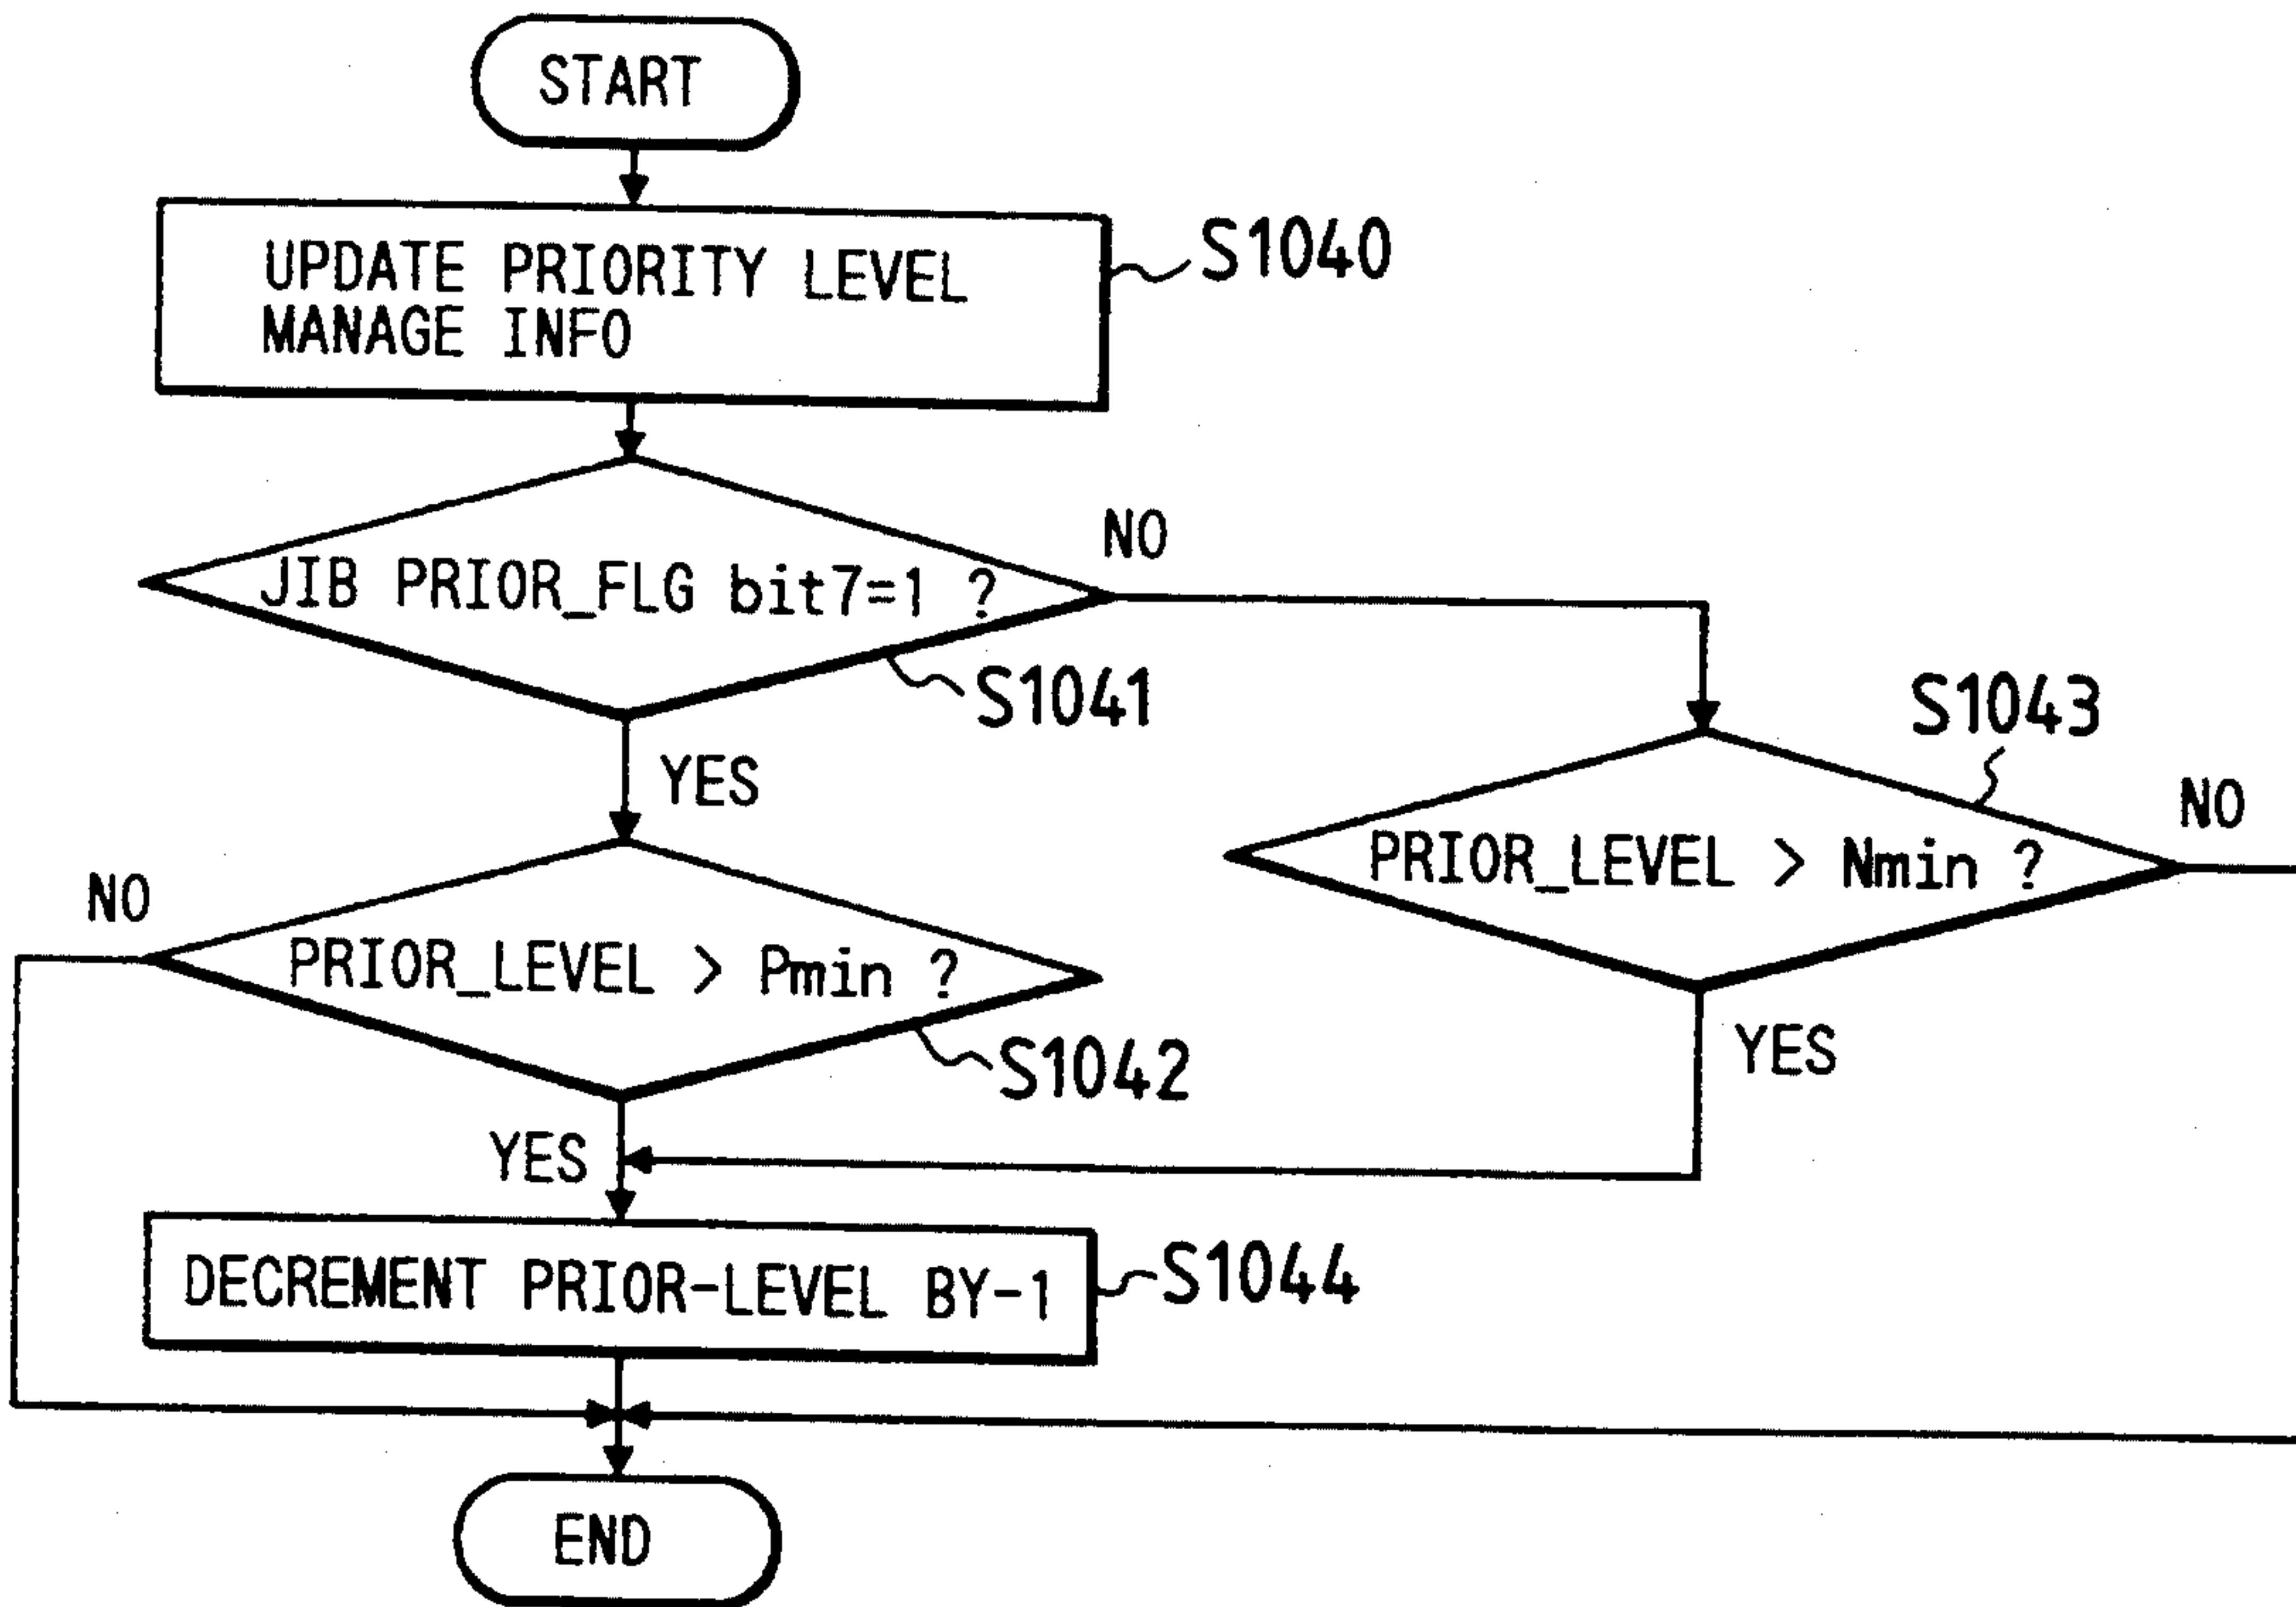 START
UPDATE PRIORITY LEVEL
MANAGE INFO
S1040
JIB PRIOR_FLG bit7=1 ?
NO
S1041
YES
S1043
PRIOR_LEVEL > Nmin ?
NO
YES
NO
PRIOR_LEVEL > Pmin ?
S1042
YES
DECREMENT PRIOR-LEVEL BY-1
S1044
END